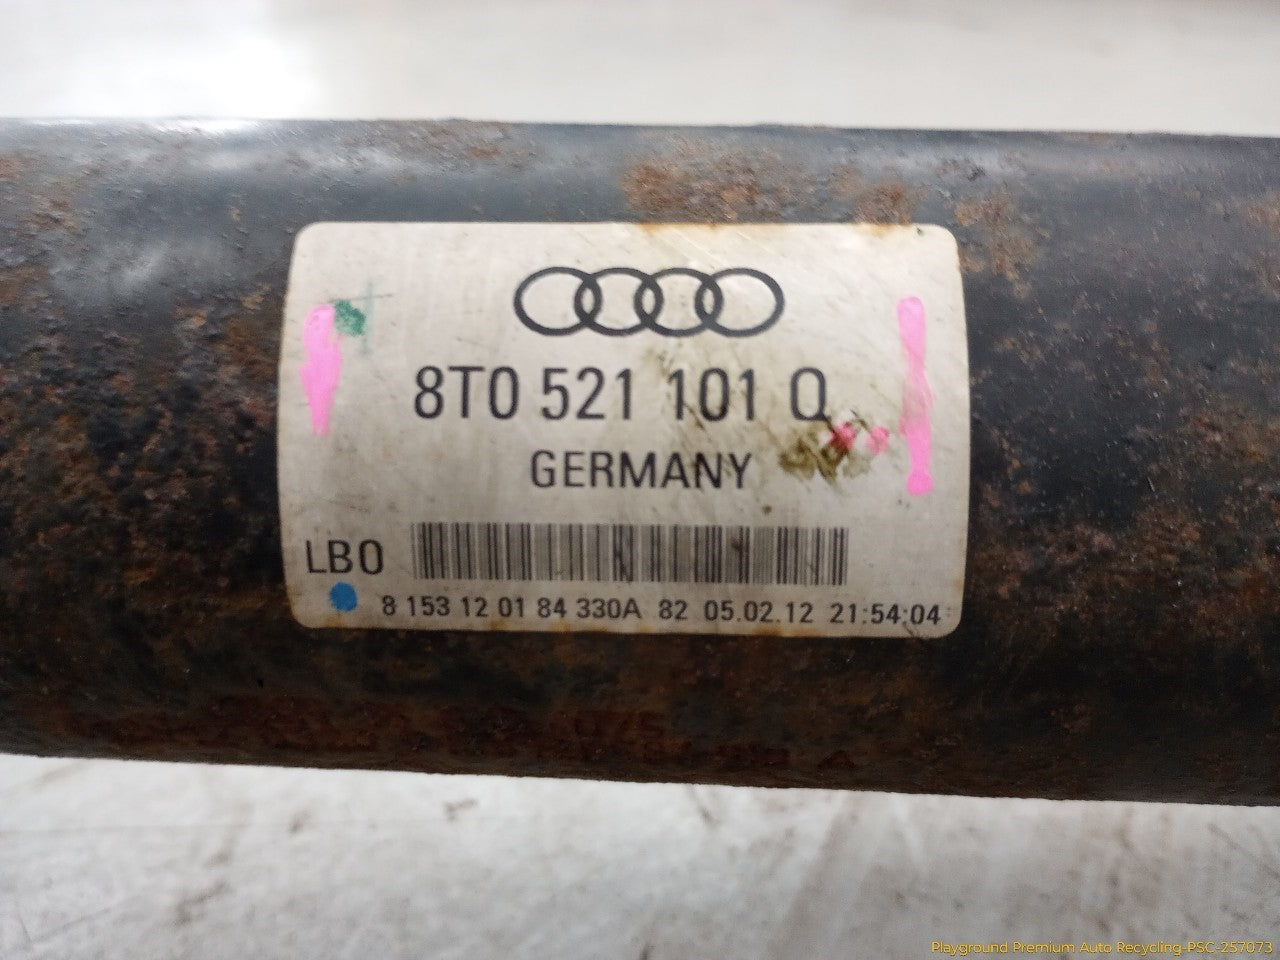 8T0 521 101 Q
GERMANY
LBO
8 153 12 01 84 330A 82 05.02.12 21:54:04
Playground Premium Auto Recycling-PSC-257073